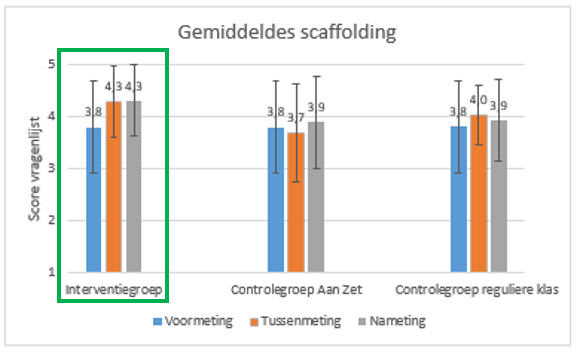 Gemiddeldes scaffolding
Score vragenlijst
5
4
3
2
1
3,8
4,3
4,3
3,8
3,7
3,9
3,8
4,0
3,9
Interventiegroep
Controlegroep Aan Zet
Controlegroep reguliere klas
Voormeting
Tussenmeting
Nameting